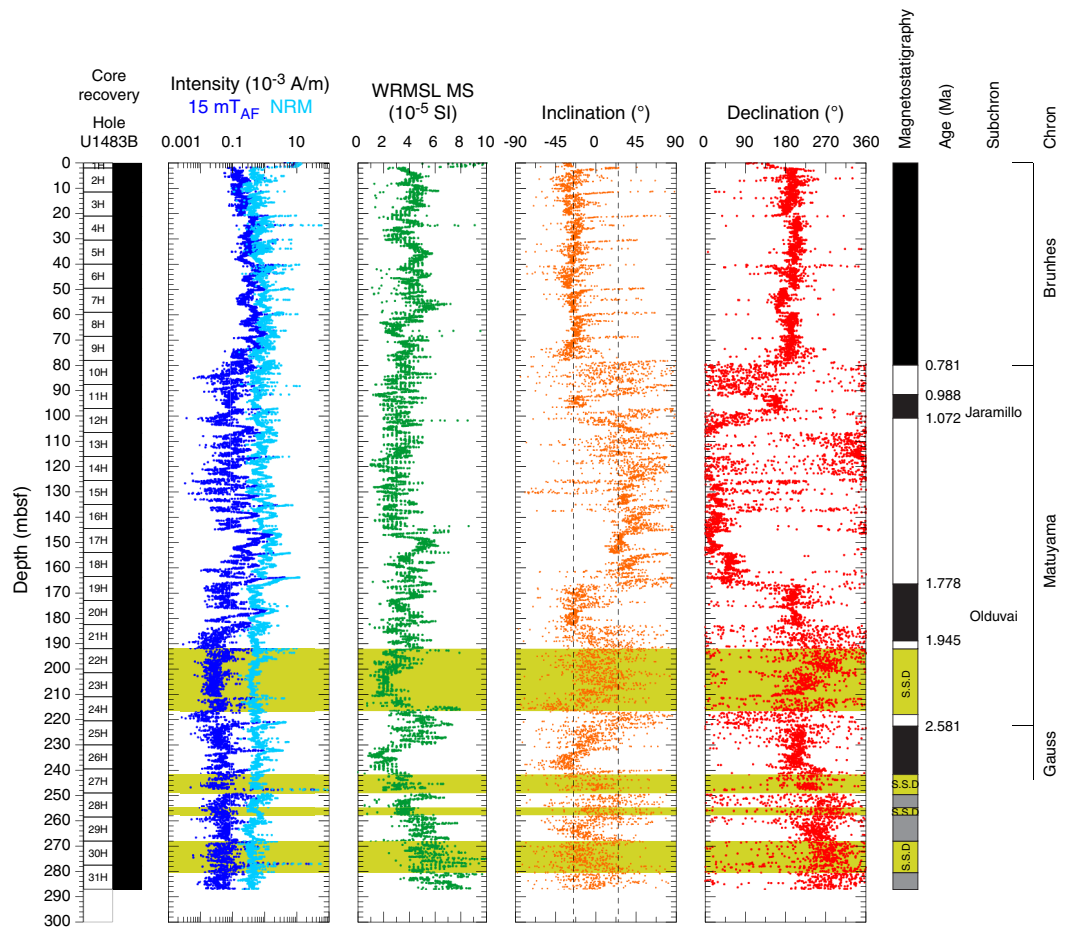 Core
recovery
Hole
U1483B
Intensity (10-3 A/m)
15 mTAF NRM
0.001 0.1 10
WRMSL MS
(10-5 SI)
0 2 4 6 8 10
Inclination (°)
-90 -45 0 45 90
Declination (°)
0 90 180 270 360
Magnetostatigraphy
Age (Ma)
Subchron
Chron
Depth (mbsf)
0
10
20
30
40
50
60
70
80
90
100
110
120
130
140
150
160
170
180
190
200
210
220
230
240
250
260
270
280
290
300
1H
2H
3H
4H
5H
6H
7H
8H
9H
10H
11H
12H
13H
14H
15H
16H
17H
18H
19H
20H
21H
22H
23H
24H
25H
26H
27H
28H
29H
30H
31H
S.S.D
S.S.D
S.S.D
S.S.D
0.781
0.988
1.072
1.778
1.945
2.581
Jaramillo
Olduvai
Brunhes
Matuyama
Gauss